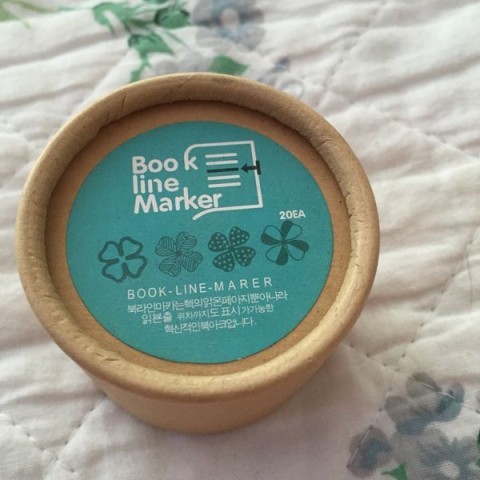 Book
line
Marker
20EA
BOOK-LINE-MARER
북라인마카는책의읽은페이지뿐아니라
읽은줄 위치까지도 표시가가능한
혁신적인북마크입니다.